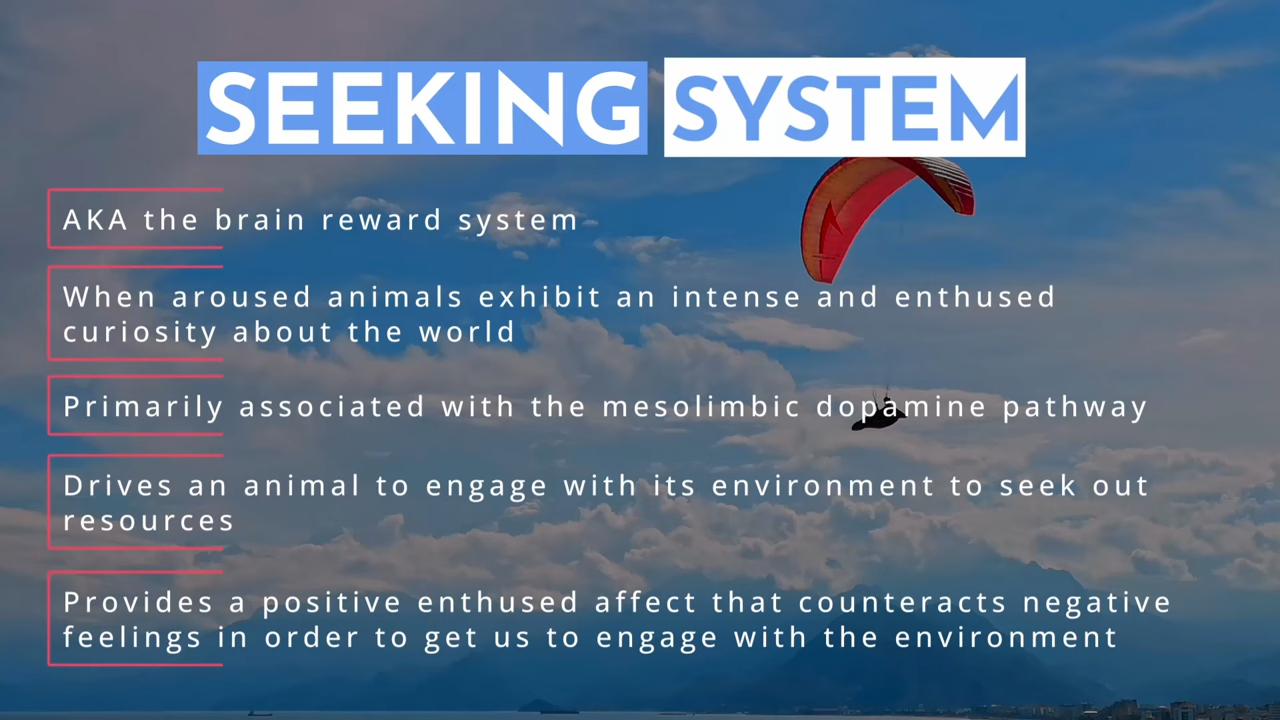 SEEKING SYSTEM
AKA the brain reward system
When aroused animals exhibit an intense and enthused
curiosity about the world
Primarily associated with the mesolimbic dopamine pathway
Drives an animal to engage with its environment to seek out
resources
Provides a positive enthused affect that counteracts negative
feelings in order to get us to engage with the environment